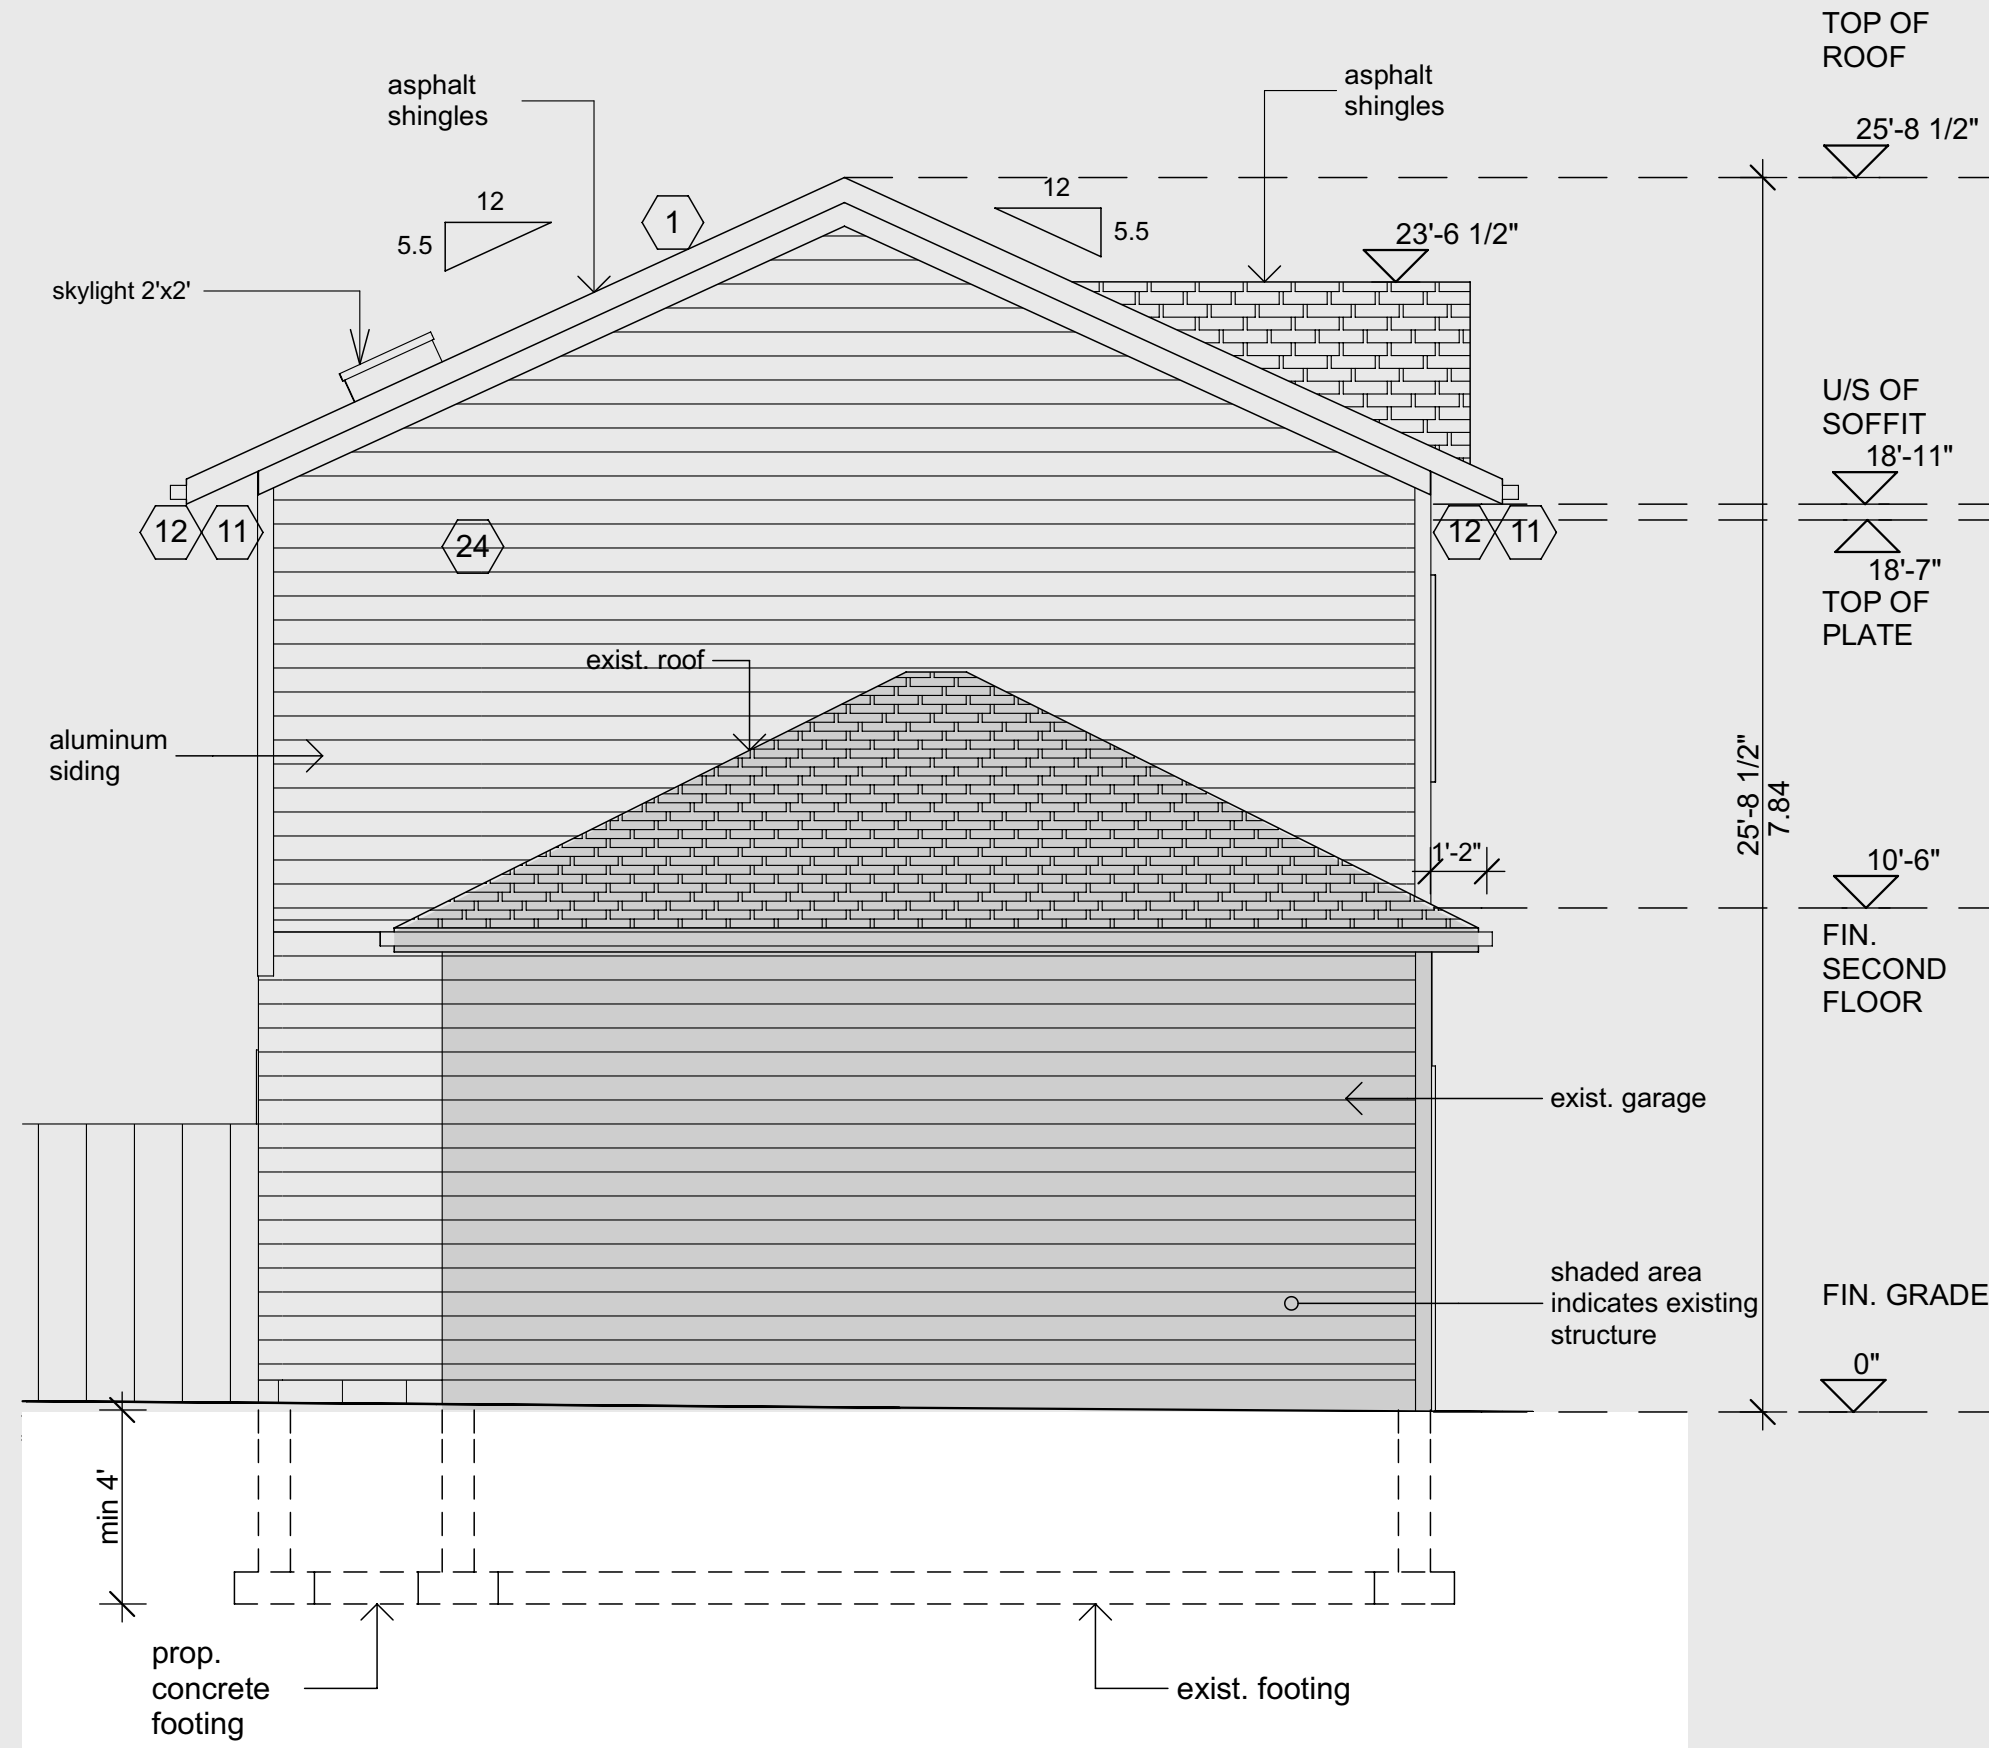 TOP OF
ROOF
asphalt
shingles
asphalt
shingles
25'-8 1/2"
12
12
1
5.5
5.5
23'-6 1/2"
skylight 2'x2'
U/S OF
SOFFIT
18'-11"
12
11
24
12
11
18'-7"
TOP OF
PLATE
exist. roof
aluminum
siding
25'-8 1/2"
7.84
1'-2"
10'-6"
FIN.
SECOND
FLOOR
exist. garage
shaded area
indicates existing
structure
FIN. GRADE
0"
min 4'
prop.
concrete
footing
exist. footing